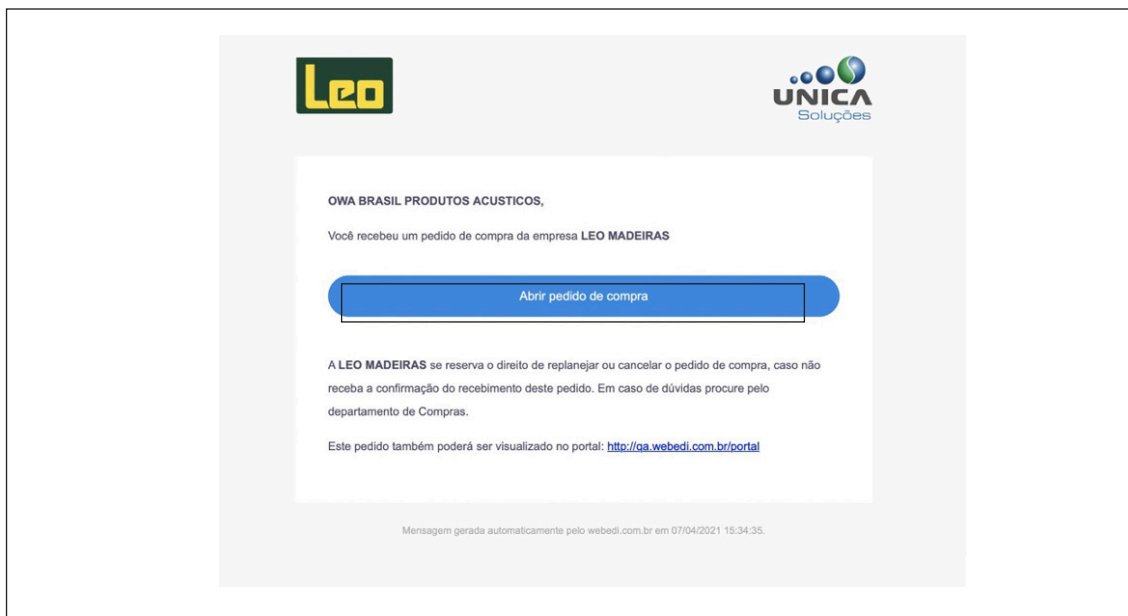 Leo
UNICA
Soluções
OWA BRASIL PRODUTOS ACUSTICOS,
Você recebeu um pedido de compra da empresa LEO MADEIRAS
Abrir pedido de compra
A LEO MADEIRAS se reserva o direito de replanejar ou cancelar o pedido de compra, caso não
receba a confirmação do recebimento deste pedido. Em caso de dúvidas procure pelo
departamento de Compras.
Este pedido também poderá ser visualizado no portal: http://qa.webedi.com.br/portal
Mensagem gerada automaticamente pelo webedi.com.br em 07/04/2021 15:34:35.